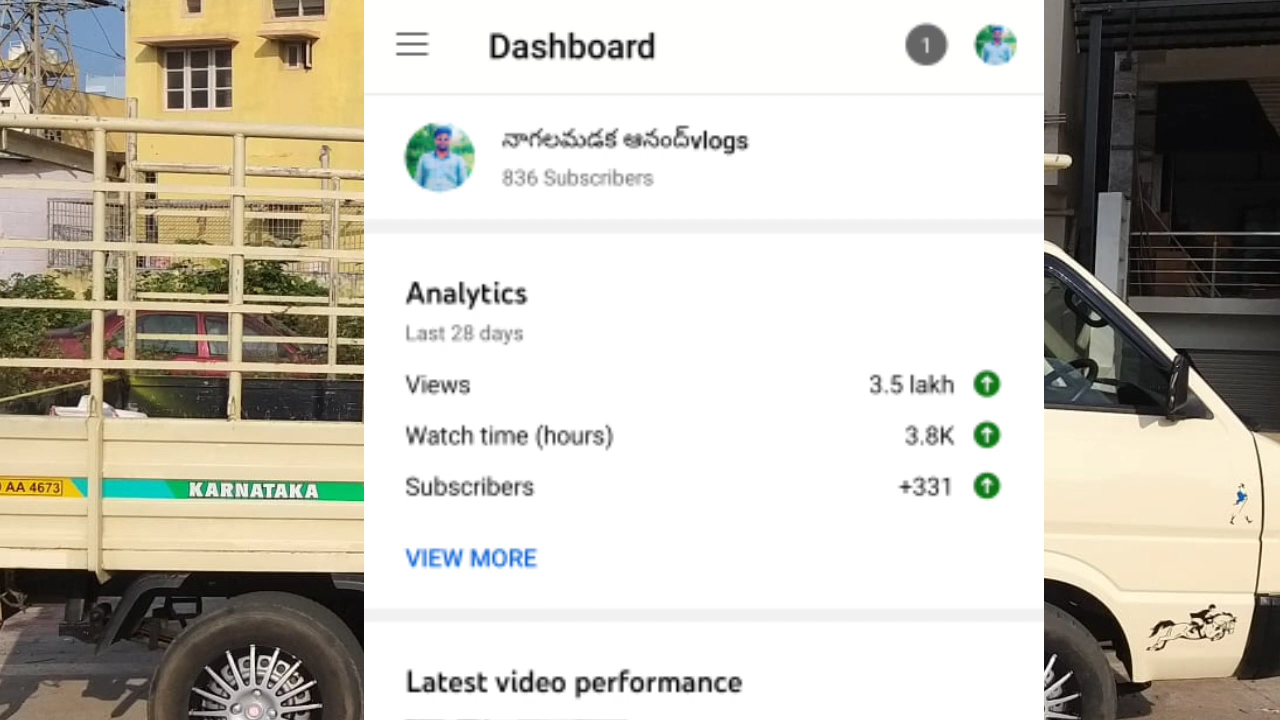 Dashboard
1
నాగలమడక ఆనంద్vlogs
836 Subscribers
Analytics
Last 28 days
Views 3.5 lakh
Watch time (hours) 3.8K
Subscribers +331
VIEW MORE
Latest video performance
AA 4673
KARNATAKA